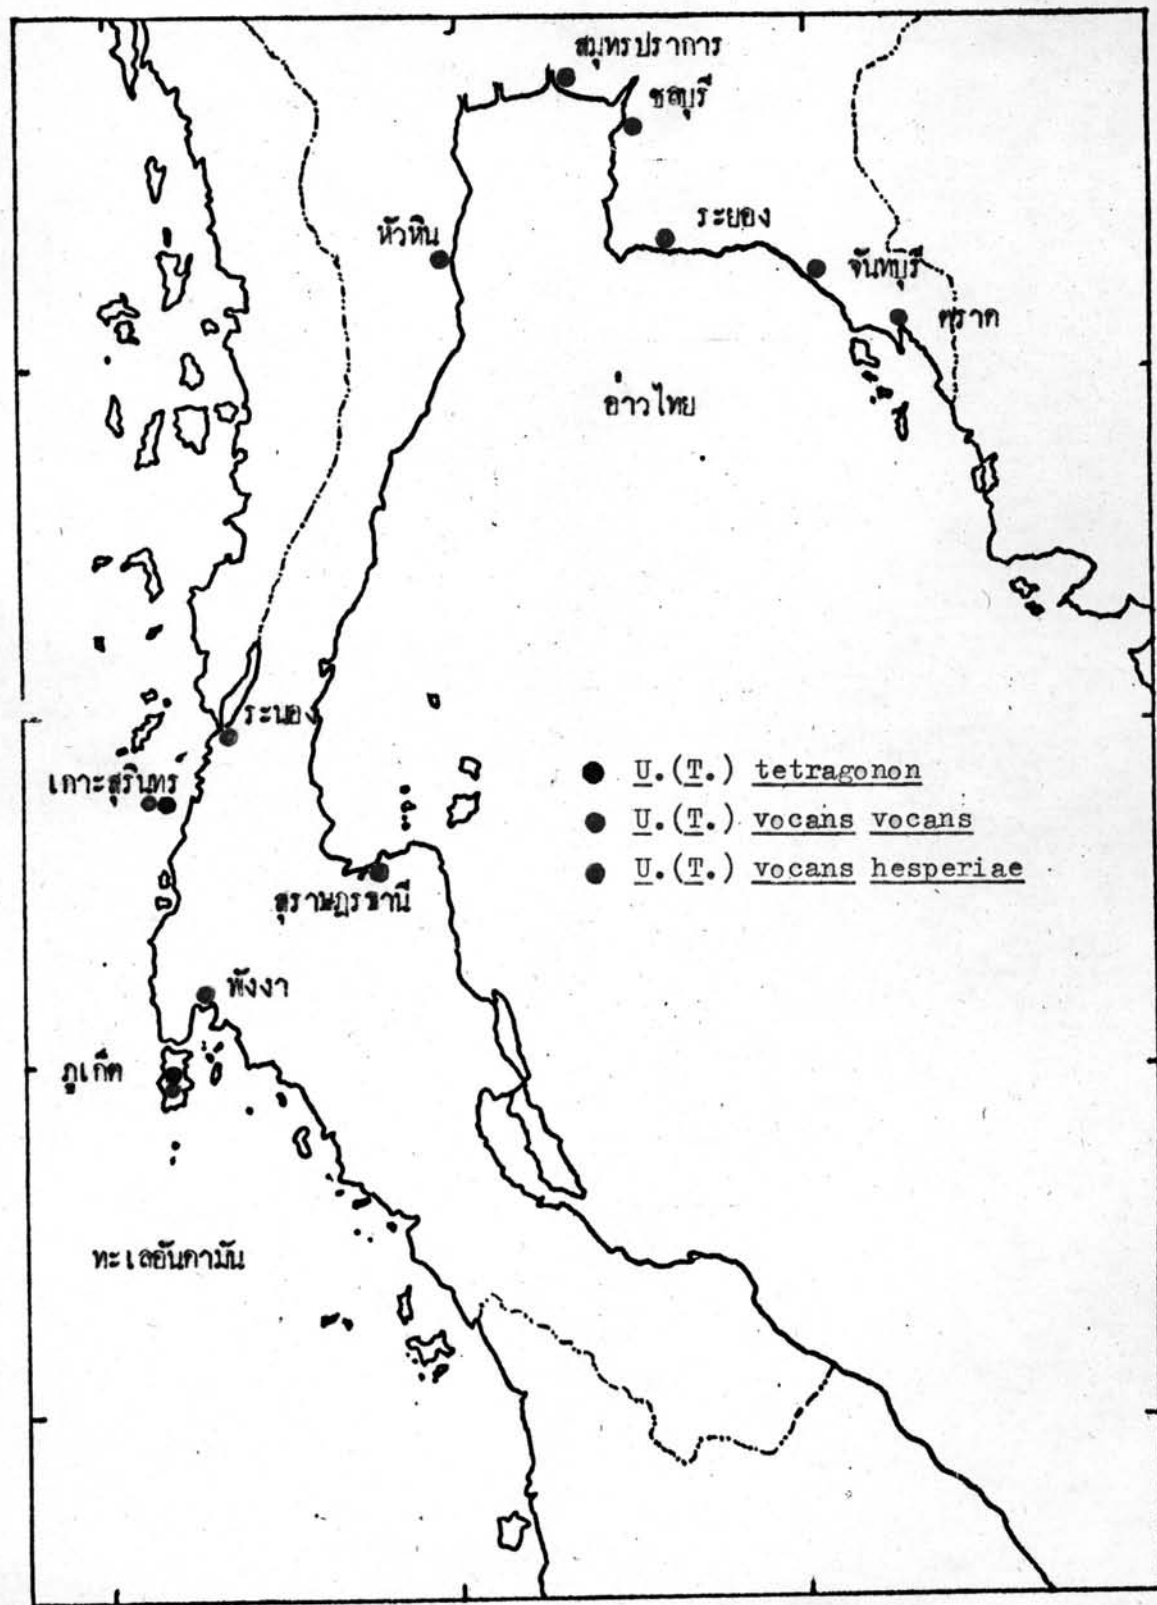 สมุทรปราการ
ชลบุรี
ระยอง
หัวหิน
จันทบุรี
ตราด
อ่าวไทย
ระนอง
เกาะสุรินทร์
U.(T.) tetragonon
U.(T.) vocans vocans
U.(T.) vocans hesperiae
สุราษฎรธานี
พังงา
ภูเก็ต
ทะเลอันดามัน